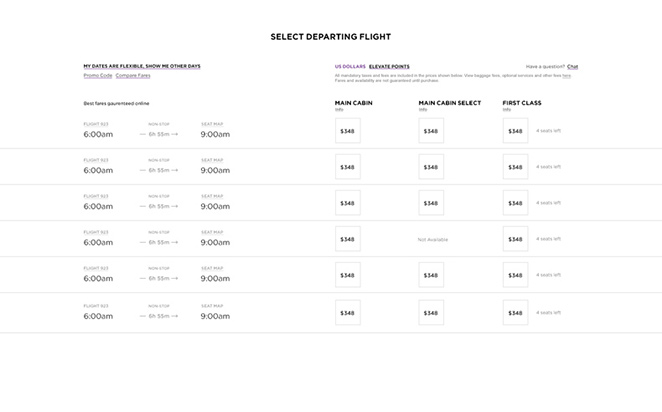 SELECT DEPARTING FLIGHT
MY DATES ARE FLEXIBLE, SHOW ME OTHER DAYS
Promo Code Compare Fares
US DOLLARS ELEVATE POINTS
Have a question? Chat
All mandatory taxes and fees are included in the prices shown below. View baggage fees, optional services and other fees here
Fares and availability are not guaranteed until purchase.
Best fares gaurenteed online
MAIN CABIN MAIN CABIN SELECT FIRST CLASS
Info Info Info
FLIGHT 923 NON-STOP SEAT MAP
6:00am — 6h 55m → 9:00am $348 $348 $348 4 seats left
FLIGHT 923 NON-STOP SEAT MAP
6:00am — 6h 55m → 9:00am $348 $348 $348 4 seats left
FLIGHT 923 NON-STOP SEAT MAP
6:00am — 6h 55m → 9:00am $348 $348 $348 4 seats left
FLIGHT 923 NON-STOP SEAT MAP
6:00am — 6h 55m → 9:00am $348 Not Available $348 4 seats left
FLIGHT 923 NON-STOP SEAT MAP
6:00am — 6h 55m → 9:00am $348 $348 $348 4 seats left
FLIGHT 923 NON-STOP SEAT MAP
6:00am — 6h 55m → 9:00am $348 $348 $348 4 seats left